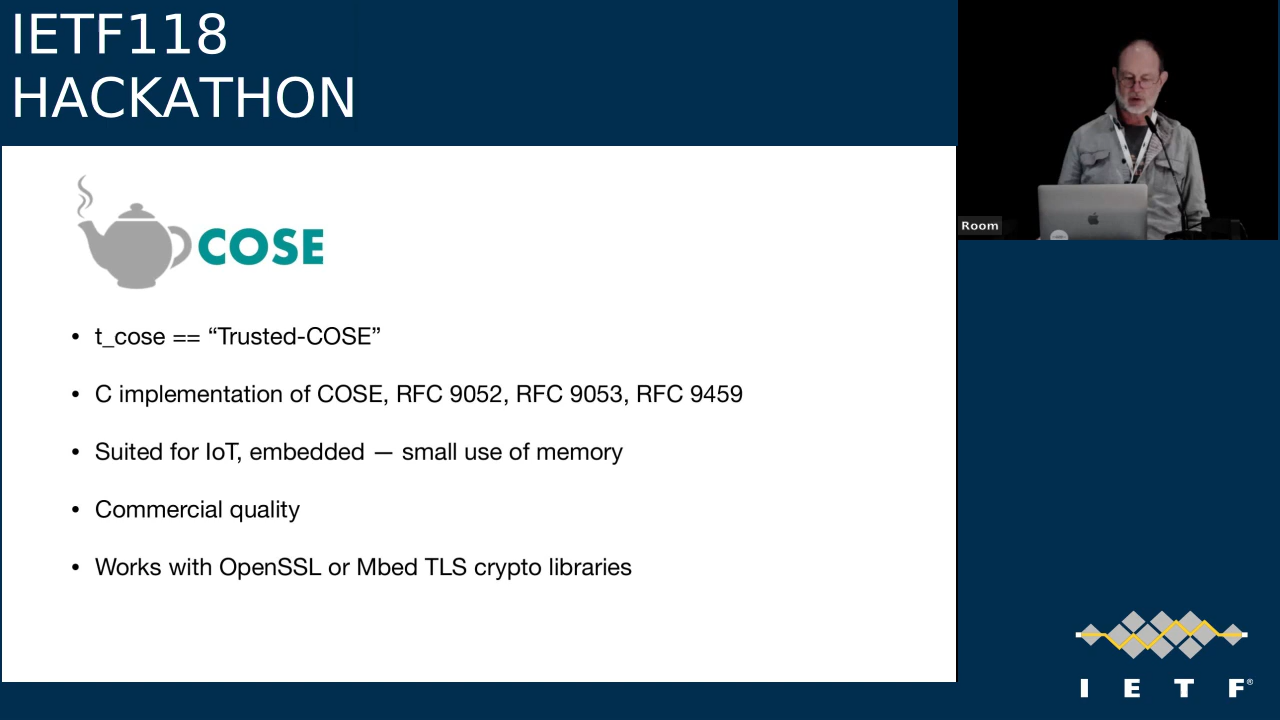 IETF118
HACKATHON
COSE
• t_cose == “Trusted-COSE”
• C implementation of COSE, RFC 9052, RFC 9053, RFC 9459
• Suited for IoT, embedded — small use of memory
• Commercial quality
• Works with OpenSSL or Mbed TLS crypto libraries
Room
I E T F®